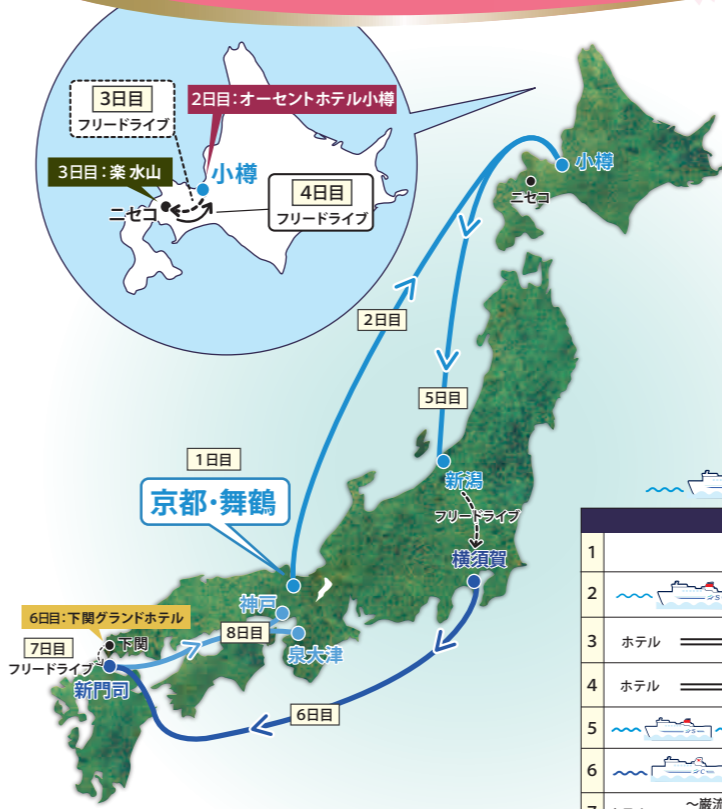 3日目
フリードライブ
2日目：オーセントホテル小樽
3日目：楽 水山
小樽
ニセコ
4日目
フリードライブ
小樽
ニセコ
2日目
5日目
1日目
京都・舞鶴
新潟
フリードライブ
横須賀
神戸
8日目
泉大津
6日目：下関グランドホテル
7日目
下関
フリードライブ
新門司
6日目
1
2
3 ホテル
4 ホテル
5
6
～巌流